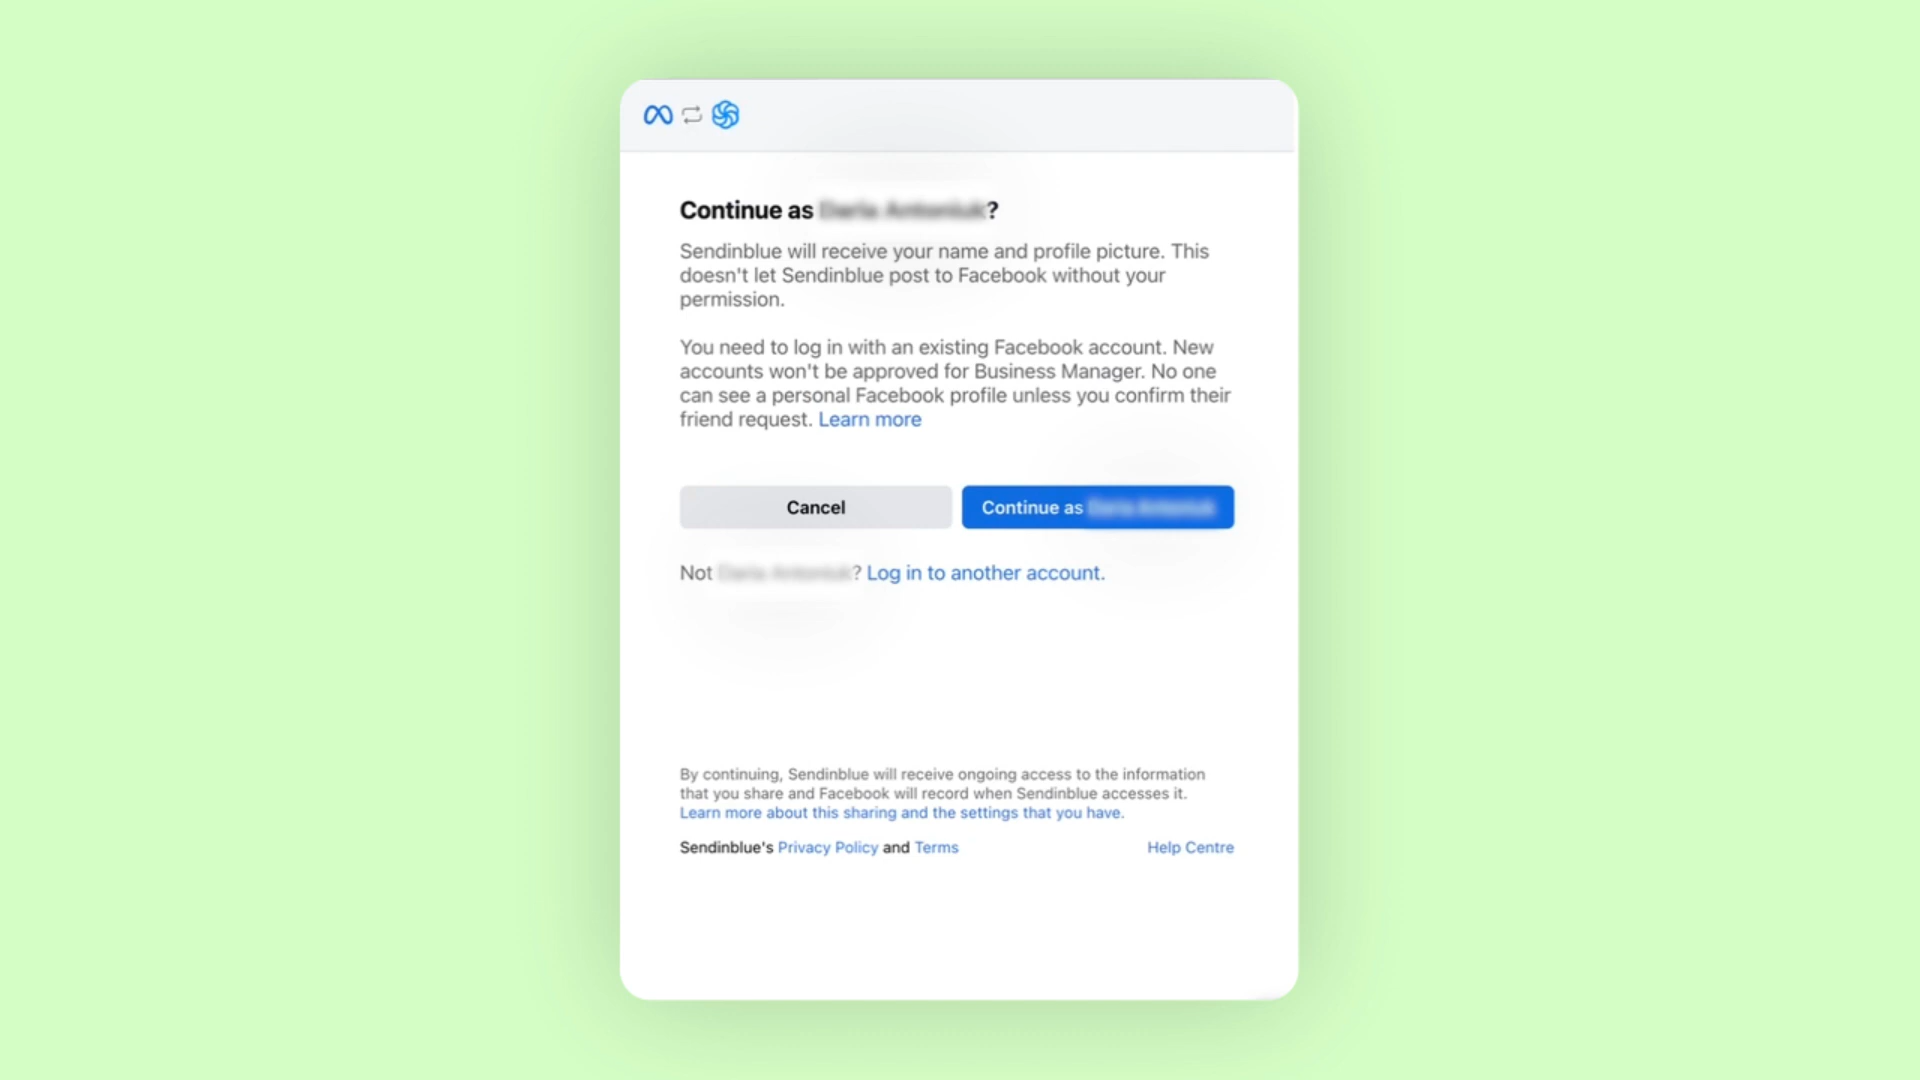 Continue as ?
Sendinblue will receive your name and profile picture. This
doesn't let Sendinblue post to Facebook without your
permission.
You need to log in with an existing Facebook account. New
accounts won't be approved for Business Manager. No one
can see a personal Facebook profile unless you confirm their
friend request. Learn more
Cancel
Continue as
Not ? Log in to another account.
By continuing, Sendinblue will receive ongoing access to the information
that you share and Facebook will record when Sendinblue accesses it.
Learn more about this sharing and the settings that you have.
Sendinblue's Privacy Policy and Terms
Help Centre